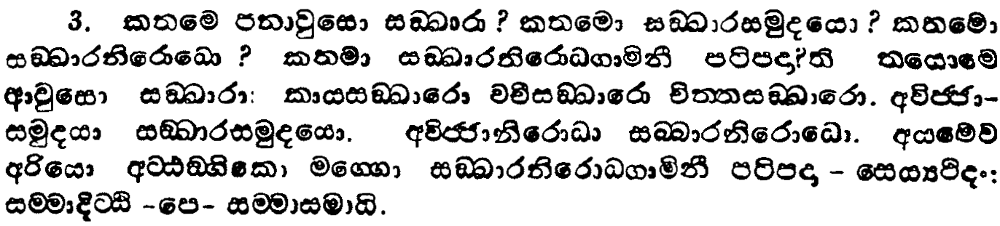 3. කතමෙ පනාවුසො සඞ්ඛාරා? කතමො සඞ්ඛාරසමුදයො? කතමො
සඞ්ඛාරනිරොධො? කතමා සඞ්ඛාරනිරොධගාමිනී පටිපදා?ති තයොමෙ
ආවුසො සඞ්ඛාරා: කායසඞ්ඛාරො වචීසඞ්ඛාරො චිත්තසඞ්ඛාරො. අවිජ්ජා-
සමුදයා සඞ්ඛාරසමුදයො. අවිජ්ජානිරොධා සඞ්ඛාරනිරොධො. අයමෙව
අරියො අට්ඨඞ්ගිකො මග්ගො සඞ්ඛාරනිරොධගාමිනී පටිපදා - සෙය්‍යථිදං:
සම්මාදිට්ඨි -පෙ- සම්මාසමාධි.